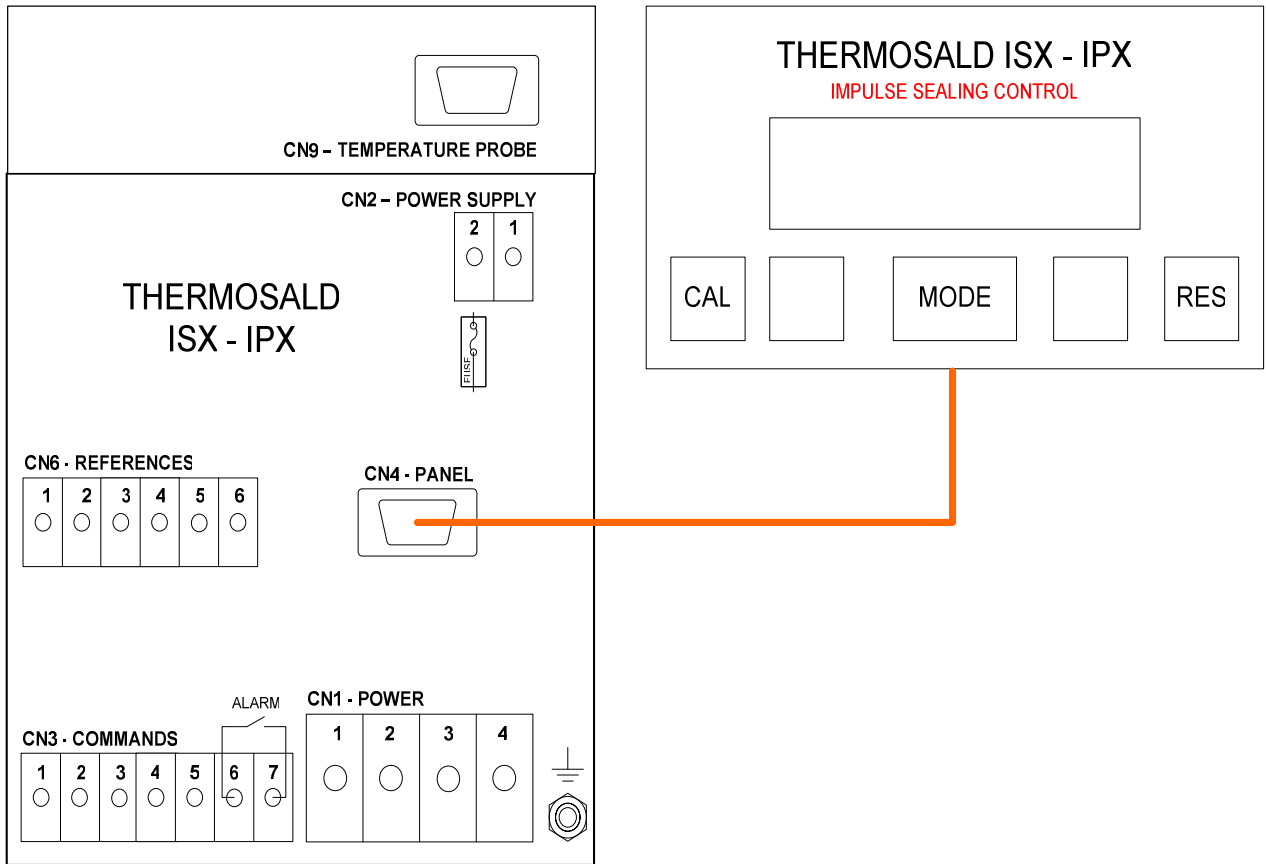 CN9 – TEMPERATURE PROBE
CN2 – POWER SUPPLY
2 1
THERMOSALD
ISX - IPX
FUSE
CN6 - REFERENCES
1 2 3 4 5 6
CN4 - PANEL
ALARM
CN3 - COMMANDS
1 2 3 4 5 6 7
CN1 - POWER
1 2 3 4
THERMOSALD ISX - IPX
IMPULSE SEALING CONTROL
CAL MODE RES